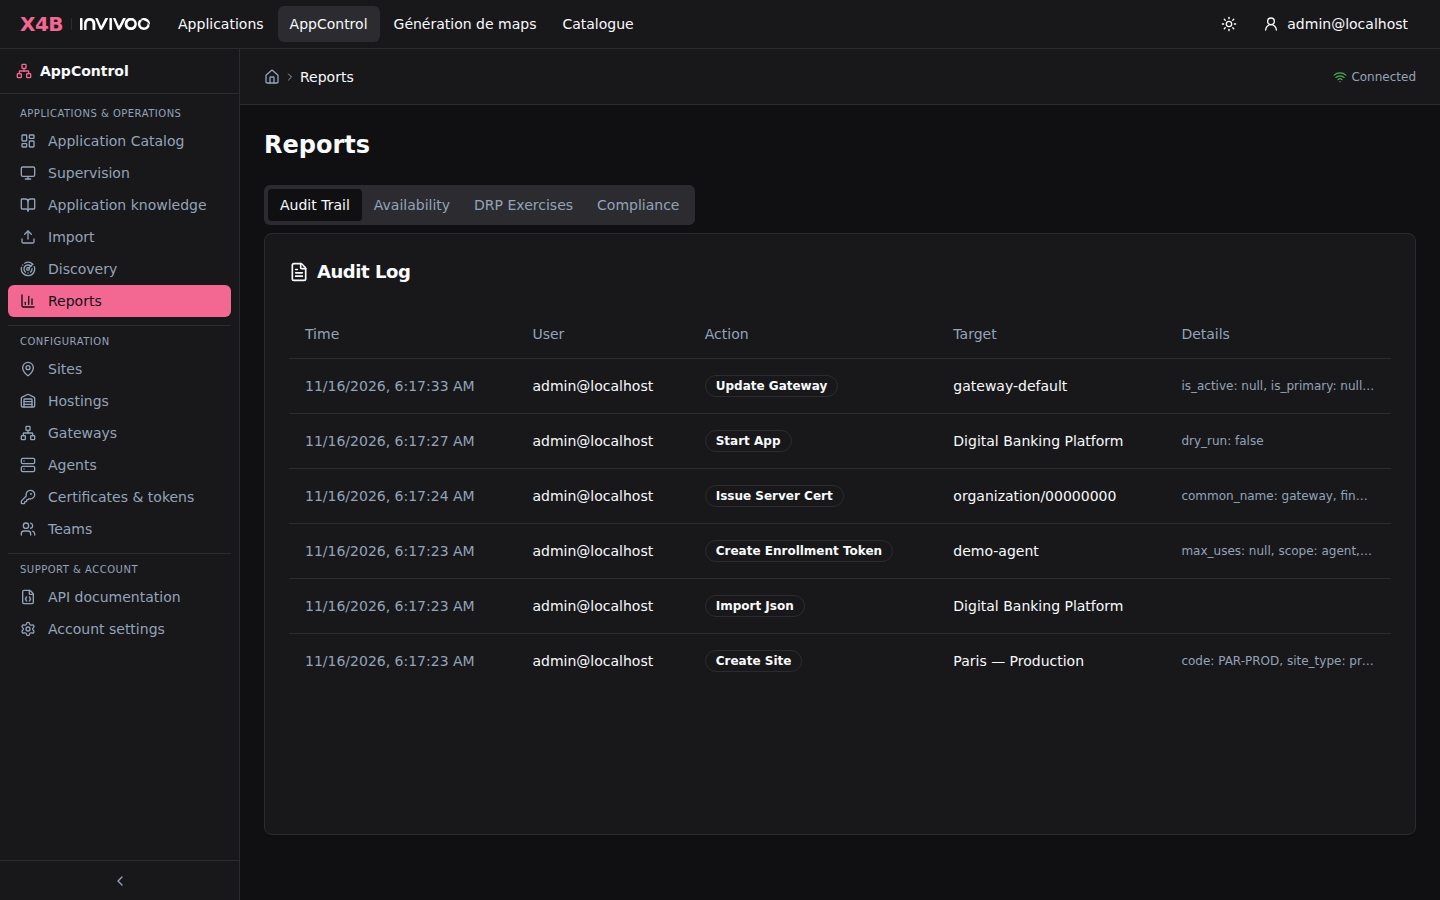 X4B INVIVOO Applications AppControl Génération de maps Catalogue admin@localhost
AppControl
Reports
Connected
APPLICATIONS & OPERATIONS
Application Catalog
Supervision
Application knowledge
Import
Discovery
Reports
CONFIGURATION
Sites
Hostings
Gateways
Agents
Certificates & tokens
Teams
SUPPORT & ACCOUNT
API documentation
Account settings
Reports
Audit Trail Availability DRP Exercises Compliance
Audit Log
Time User Action Target Details
11/16/2026, 6:17:33 AM admin@localhost Update Gateway gateway-default is_active: null, is_primary: null...
11/16/2026, 6:17:27 AM admin@localhost Start App Digital Banking Platform dry_run: false
11/16/2026, 6:17:24 AM admin@localhost Issue Server Cert organization/00000000 common_name: gateway, fin...
11/16/2026, 6:17:23 AM admin@localhost Create Enrollment Token demo-agent max_uses: null, scope: agent,...
11/16/2026, 6:17:23 AM admin@localhost Import Json Digital Banking Platform
11/16/2026, 6:17:23 AM admin@localhost Create Site Paris — Production code: PAR-PROD, site_type: pr...